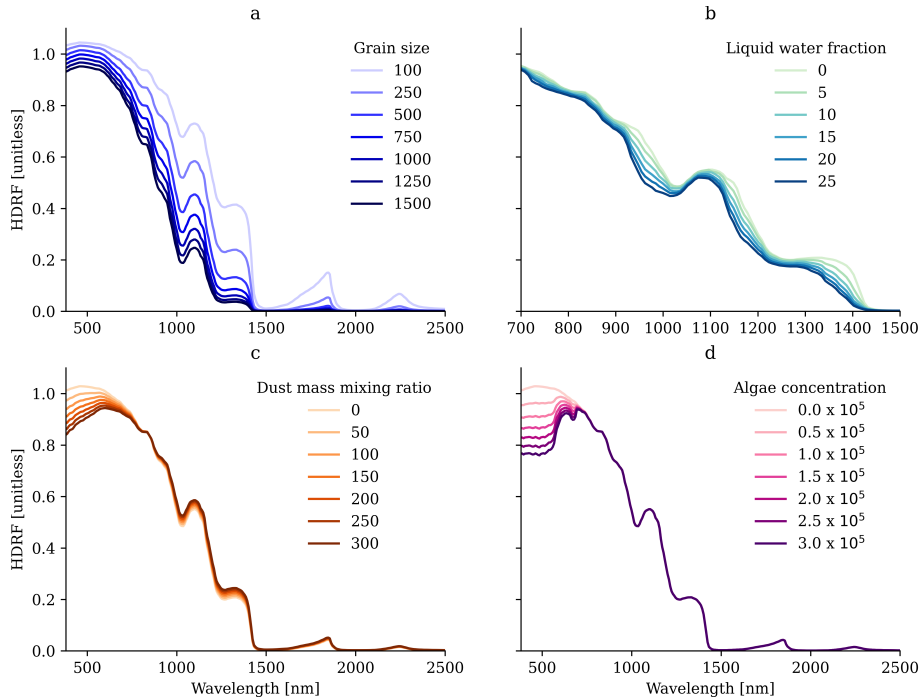 a
HDRF [unitless]
1.0
0.8
0.6
0.4
0.2
0.0
500
1000
1500
2000
2500
Grain size
100
250
500
750
1000
1250
1500
b
700
800
900
1000
1100
1200
1300
1400
1500
Liquid water fraction
0
5
10
15
20
25
c
HDRF [unitless]
1.0
0.8
0.6
0.4
0.2
0.0
500
1000
1500
2000
2500
Wavelength [nm]
Dust mass mixing ratio
0
50
100
150
200
250
300
d
500
1000
1500
2000
2500
Wavelength [nm]
Algae concentration
0.0 x 10⁵
0.5 x 10⁵
1.0 x 10⁵
1.5 x 10⁵
2.0 x 10⁵
2.5 x 10⁵
3.0 x 10⁵